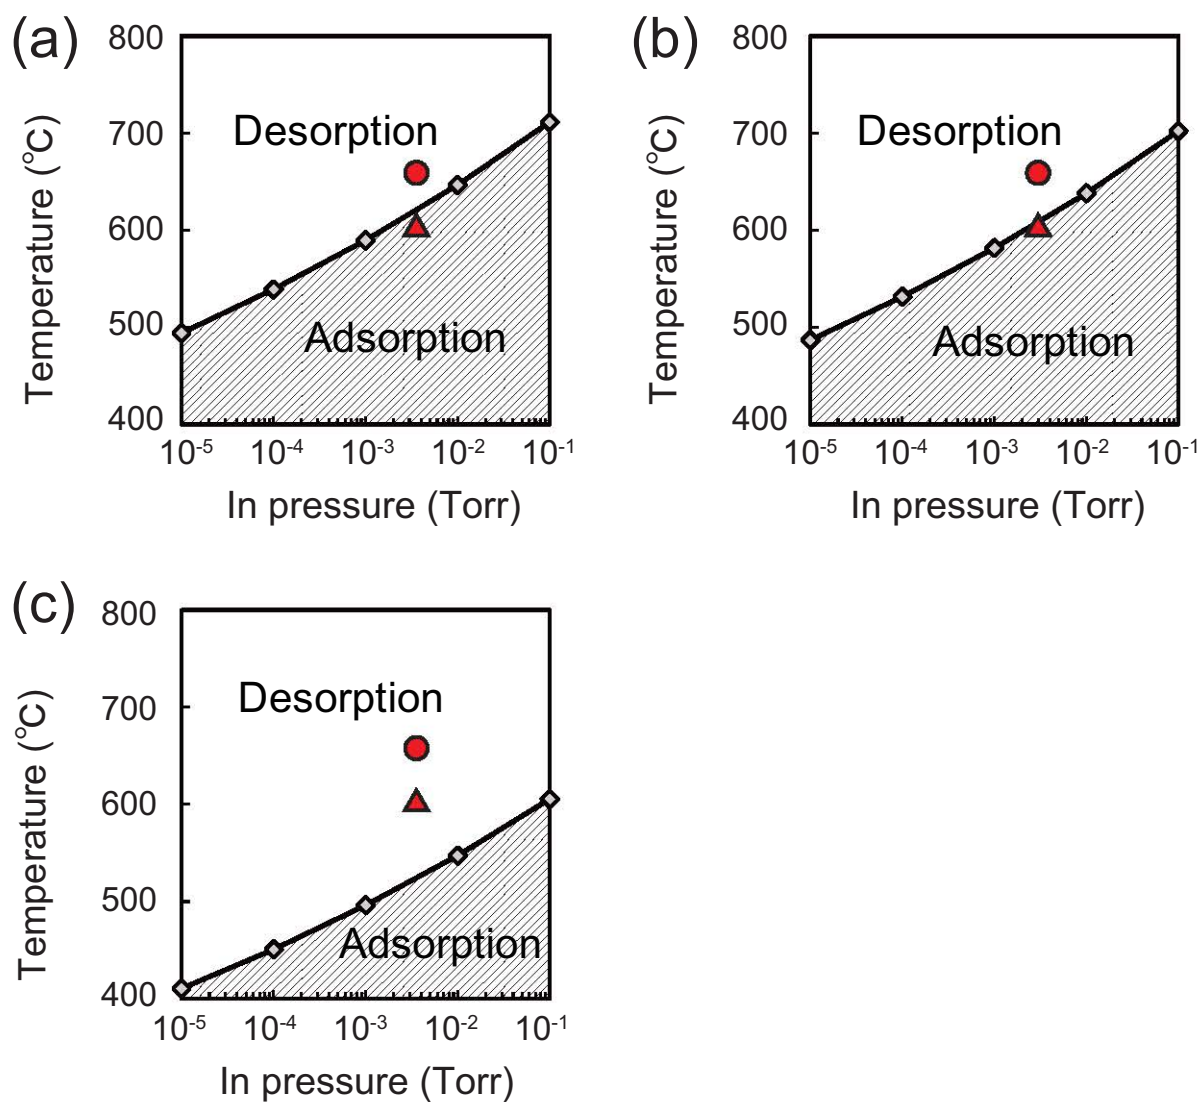 (a)
800
700
600
500
400
Temperature (℃)
Desorption
Adsorption
10-5 10-4 10-3 10-2 10-1
In pressure (Torr)
(b)
800
700
600
500
400
Temperature (℃)
Desorption
Adsorption
10-5 10-4 10-3 10-2 10-1
In pressure (Torr)
(c)
800
700
600
500
400
Temperature (℃)
Desorption
Adsorption
10-5 10-4 10-3 10-2 10-1
In pressure (Torr)